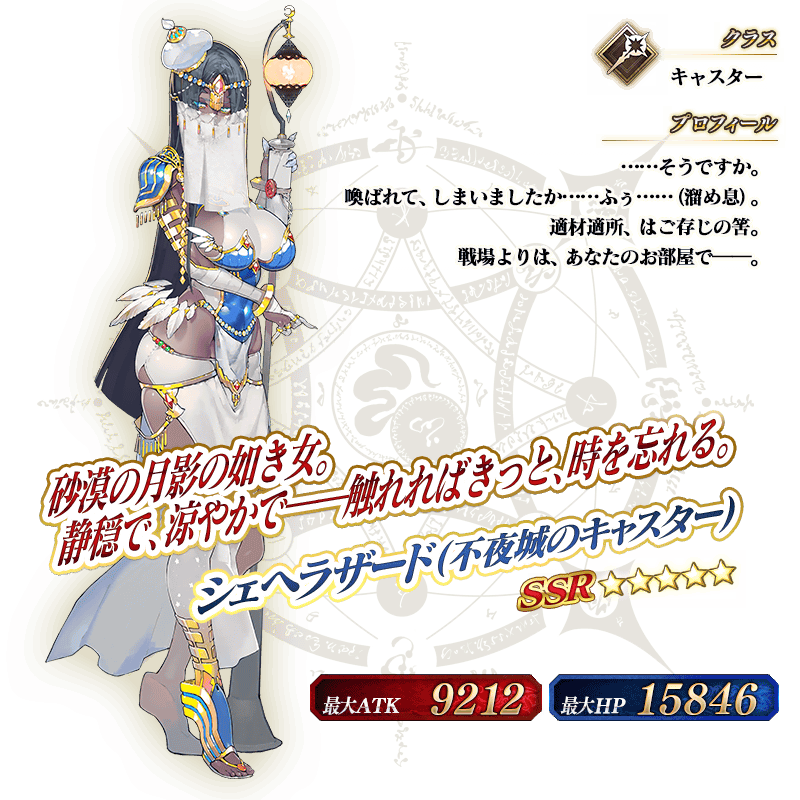 クラス
キャスター
プロフィール
……そうですか。
喚ばれて、しまいましたか……ふぅ……（溜め息）。
適材適所、はご存じの筈。
戦場よりは、あなたのお部屋で――。
砂漠の月影の如き女。
静穏で、涼やかで――触れればきっと、時を忘れる。
シェヘラザード(不夜城のキャスター)
SSR ☆☆☆☆☆
最大ATK 9212
最大HP 15846